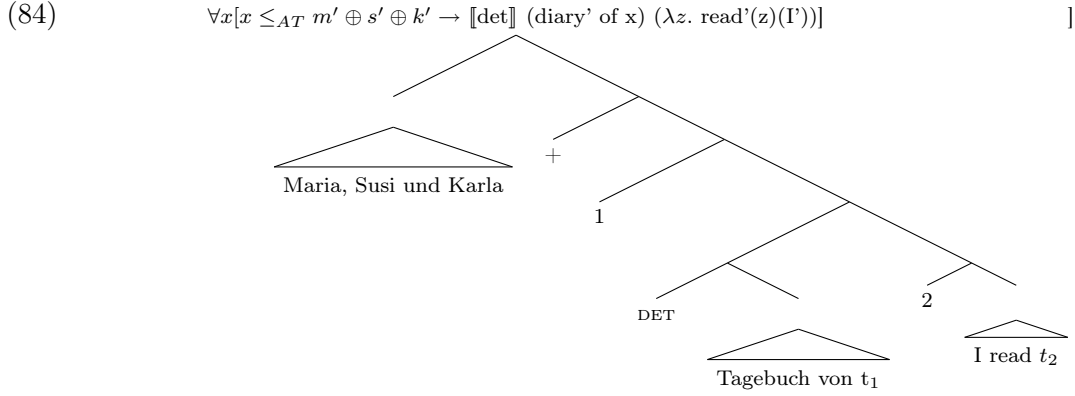 (84) ∀x[x ≤AT m′ ⊕ s′ ⊕ k′ → ⟦det⟧ (diary' of x) (λz. read'(z)(I'))] ]
+
Maria, Susi und Karla
1
DET
2
Tagebuch von t1
I read t2